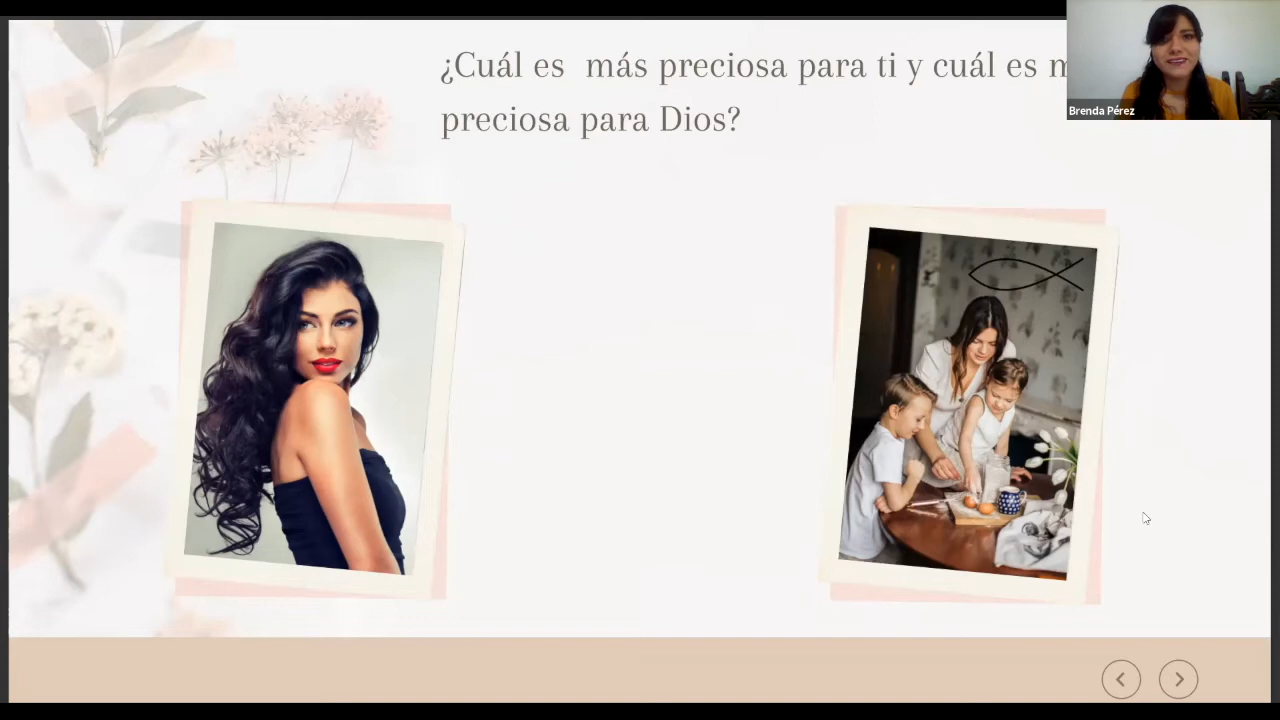 ¿Cuál es  más preciosa para ti y cuál es
preciosa para Dios?
Brenda Pérez